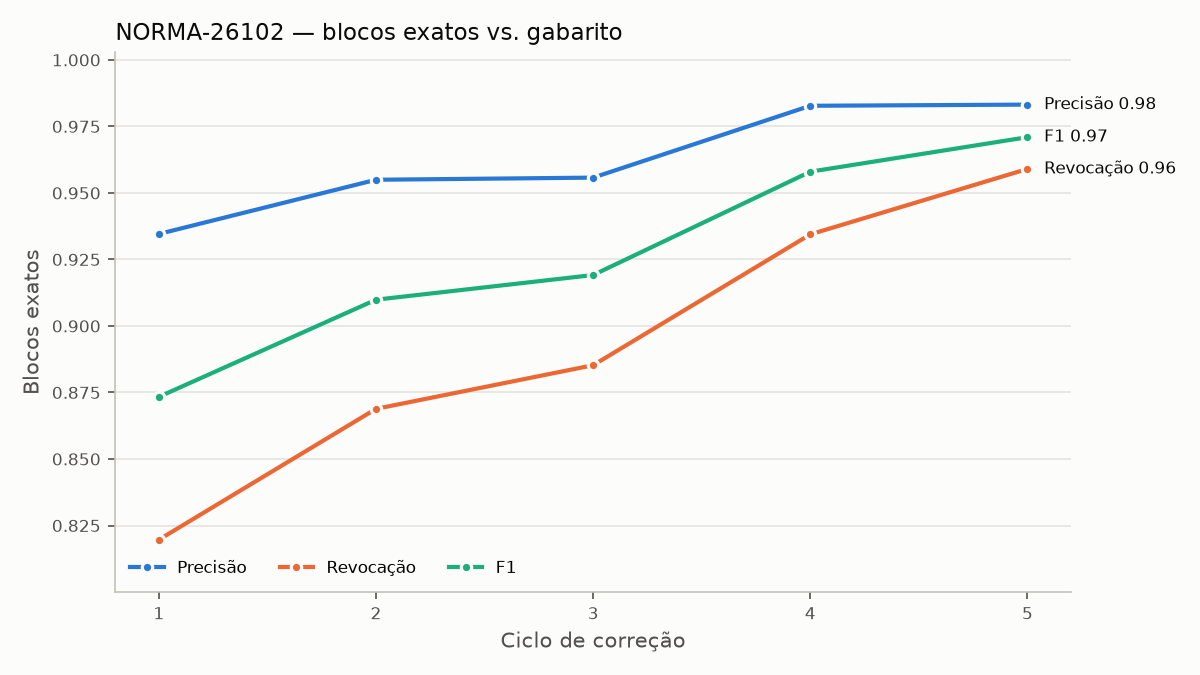 NORMA-26102 — blocos exatos vs. gabarito
1.000
0.975
0.950
0.925
0.900
0.875
0.850
0.825
Blocos exatos
Precisão 0.98
F1 0.97
Revocação 0.96
Precisão
Revocação
F1
1
2
3
4
5
Ciclo de correção